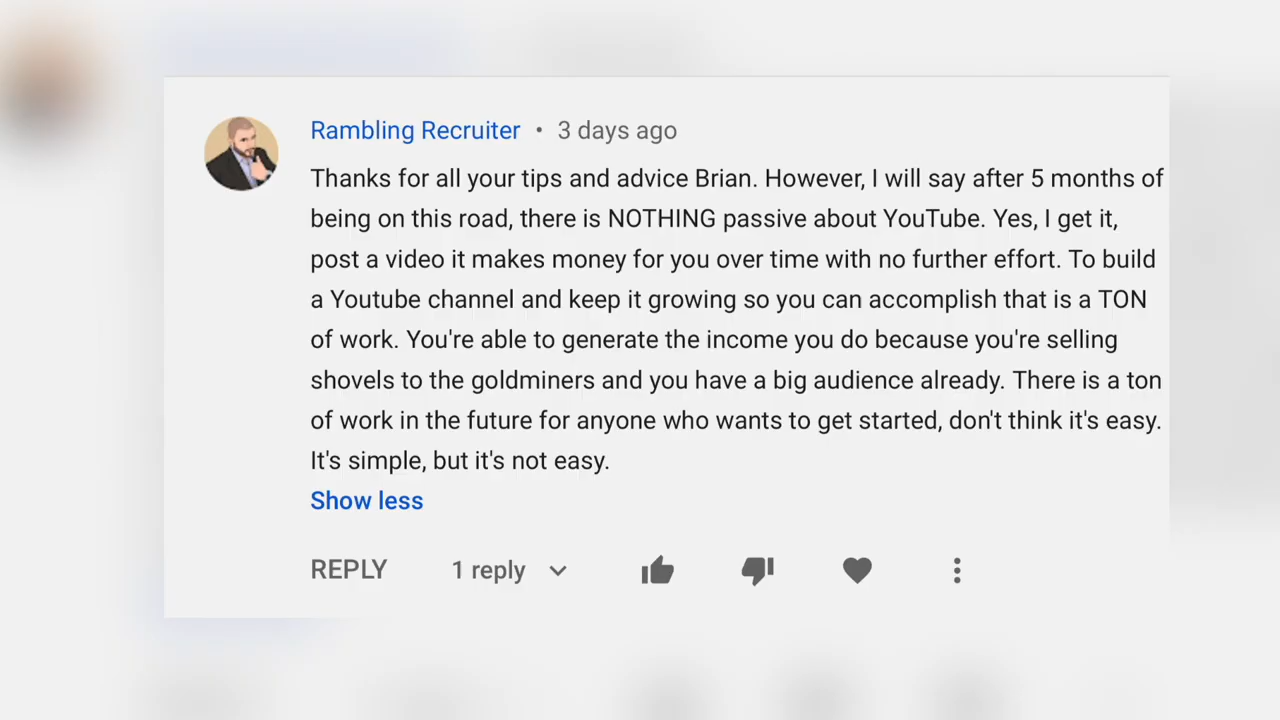 Rambling Recruiter • 3 days ago
Thanks for all your tips and advice Brian. However, I will say after 5 months of
being on this road, there is NOTHING passive about YouTube. Yes, I get it,
post a video it makes money for you over time with no further effort. To build
a Youtube channel and keep it growing so you can accomplish that is a TON
of work. You're able to generate the income you do because you're selling
shovels to the goldminers and you have a big audience already. There is a ton
of work in the future for anyone who wants to get started, don't think it's easy.
It's simple, but it's not easy.
Show less
REPLY 1 reply